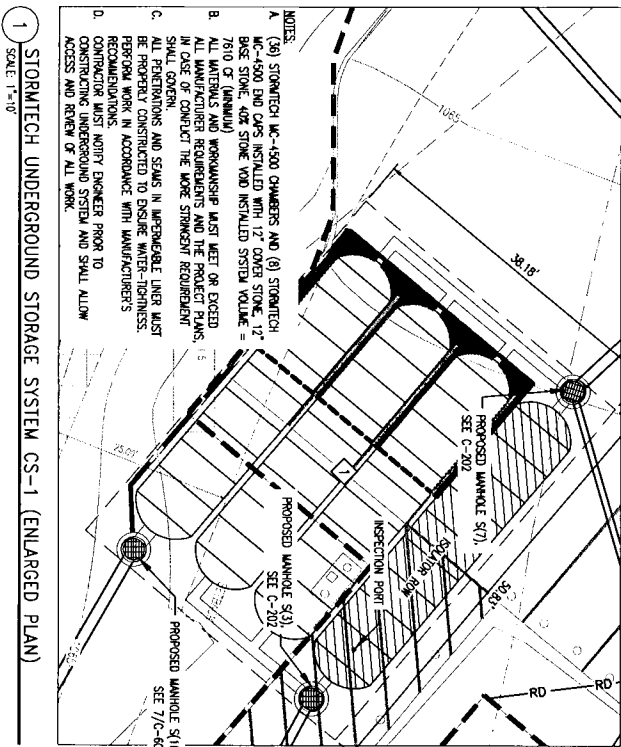 NOTES:
A. (36) STORMTECH MC-4500 CHAMBERS AND (8) STORMTECH
MC-4500 END CAPS INSTALLED WITH 12" COVER STONE, 12"
BASE STONE, 40% STONE VOID INSTALLED SYSTEM VOLUME =
7610 CF (MINIMUM)
B. ALL MATERIALS AND WORKMANSHIP MUST MEET OR EXCEED
ALL MANUFACTURER REQUIREMENTS AND THE PROJECT PLANS,
IN CASE OF CONFLICT THE MORE STRINGENT REQUIREMENT
SHALL GOVERN.
C. ALL PENETRATIONS AND SEAMS IN IMPERMEABLE LINER MUST
BE PROPERLY CONSTRUCTED TO ENSURE WATER-TIGHTNESS.
PERFORM WORK IN ACCORDANCE WITH MANUFACTURER'S
RECOMMENDATIONS.
D. CONTRACTOR MUST NOTIFY ENGINEER PRIOR TO
CONSTRUCTING UNDERGROUND SYSTEM AND SHALL ALLOW
ACCESS AND REVIEW OF ALL WORK.
1065
38.18'
PROPOSED MANHOLE S(7),
SEE C-202
ISOLATOR ROW
INSPECTION PORT
50.83'
PROPOSED MANHOLE S(3),
SEE C-202
PROPOSED MANHOLE S(1)
SEE 7/C-60
25.00'
RD
RD
1 STORMTECH UNDERGROUND STORAGE SYSTEM CS-1 (ENLARGED PLAN)
SCALE: 1"=10'